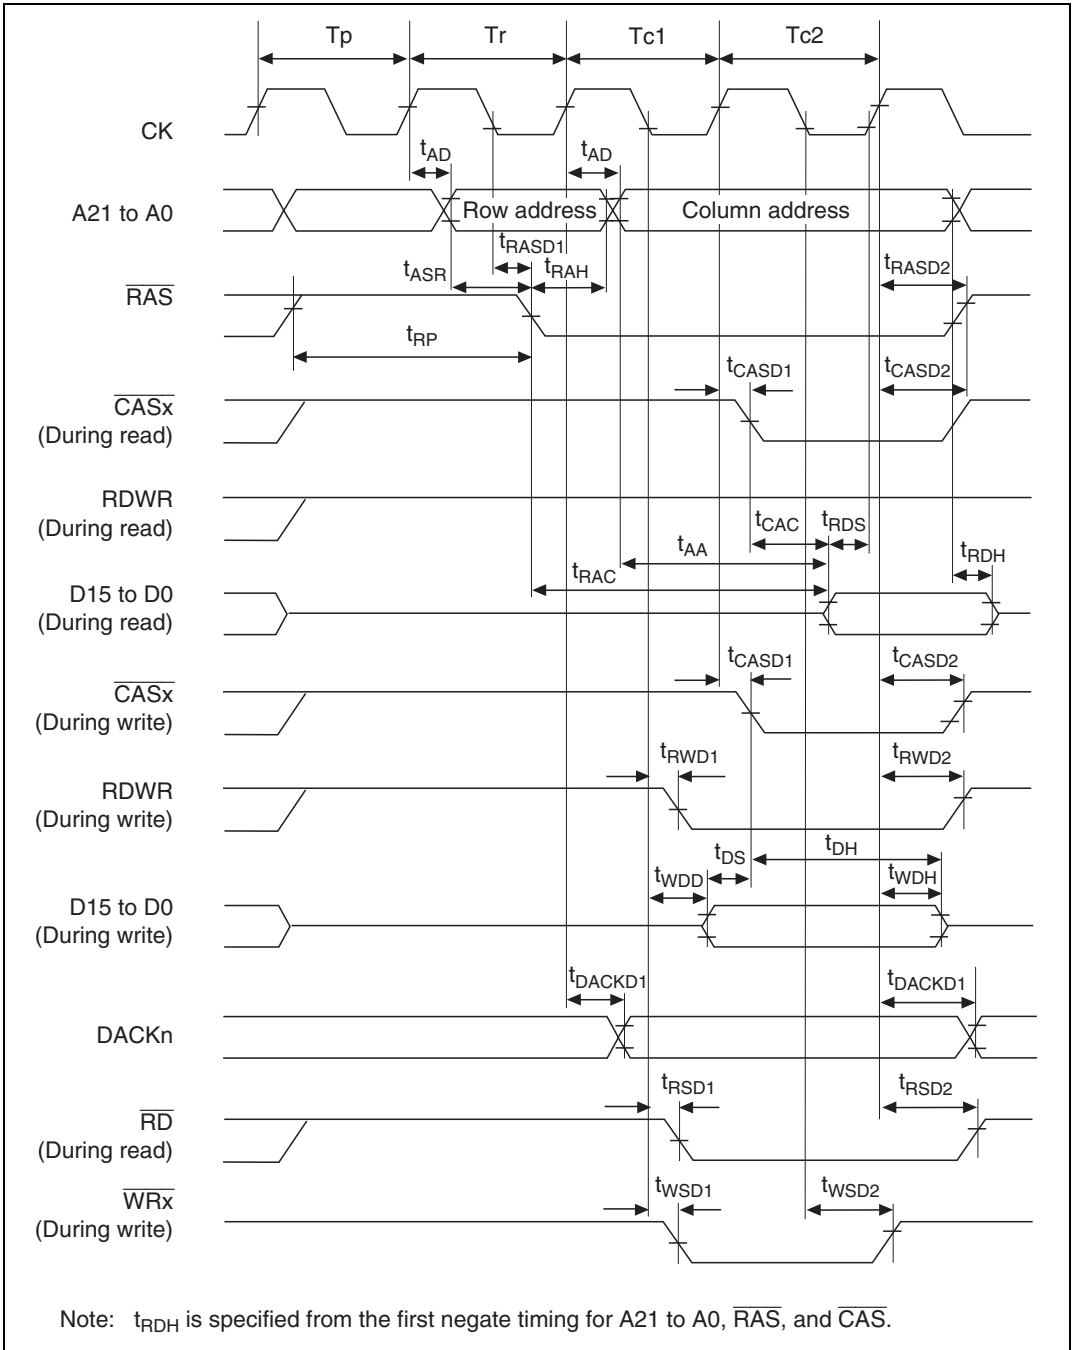 Tp Tr Tc1 Tc2
CK
tAD tAD
A21 to A0 Row address Column address
tRASD1
tASR tRAH tRASD2
RAS
tRP
tCASD1 tCASD2
CASx
(During read)
RDWR
(During read)
tCAC tRDS
tAA tRDH
tRAC
D15 to D0
(During read)
tCASD1 tCASD2
CASx
(During write)
tRWD1 tRWD2
RDWR
(During write)
tDS tDH
tWDD tWDH
D15 to D0
(During write)
tDACKD1 tDACKD1
DACKn
tRSD1 tRSD2
RD
(During read)
tWSD1 tWSD2
WRx
(During write)
Note: tRDH is specified from the first negate timing for A21 to A0, RAS, and CAS.